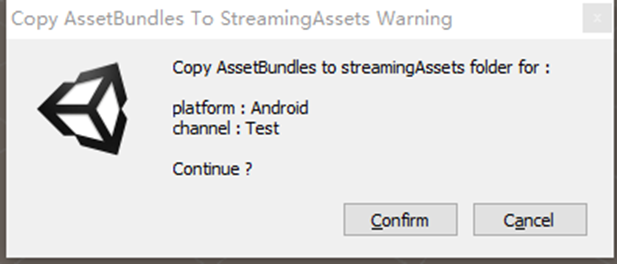 Copy AssetBundles To StreamingAssets Warning
x
Copy AssetBundles to streamingAssets folder for :
platform : Android
channel : Test
Continue ?
Confirm
Cancel